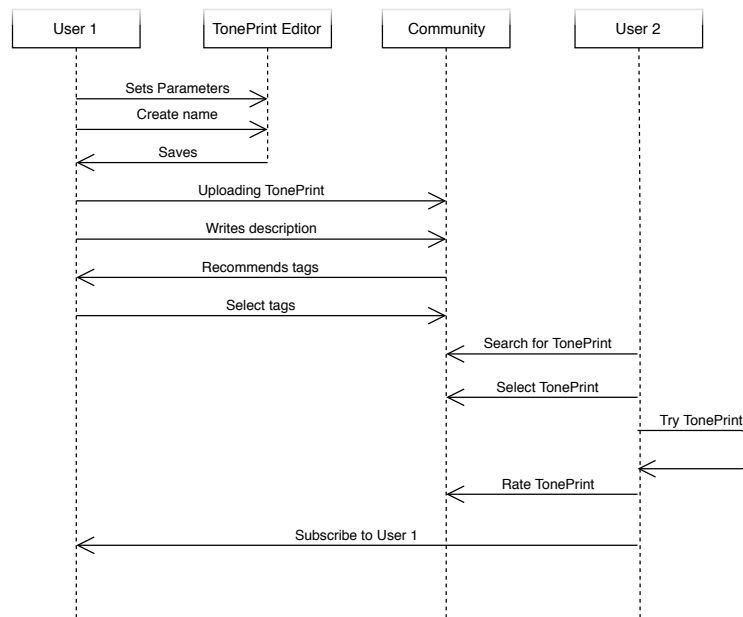 User 1
TonePrint Editor
Community
User 2
Sets Parameters
Create name
Saves
Uploading TonePrint
Writes description
Recommends tags
Select tags
Search for TonePrint
Select TonePrint
Try TonePrint
Rate TonePrint
Subscribe to User 1